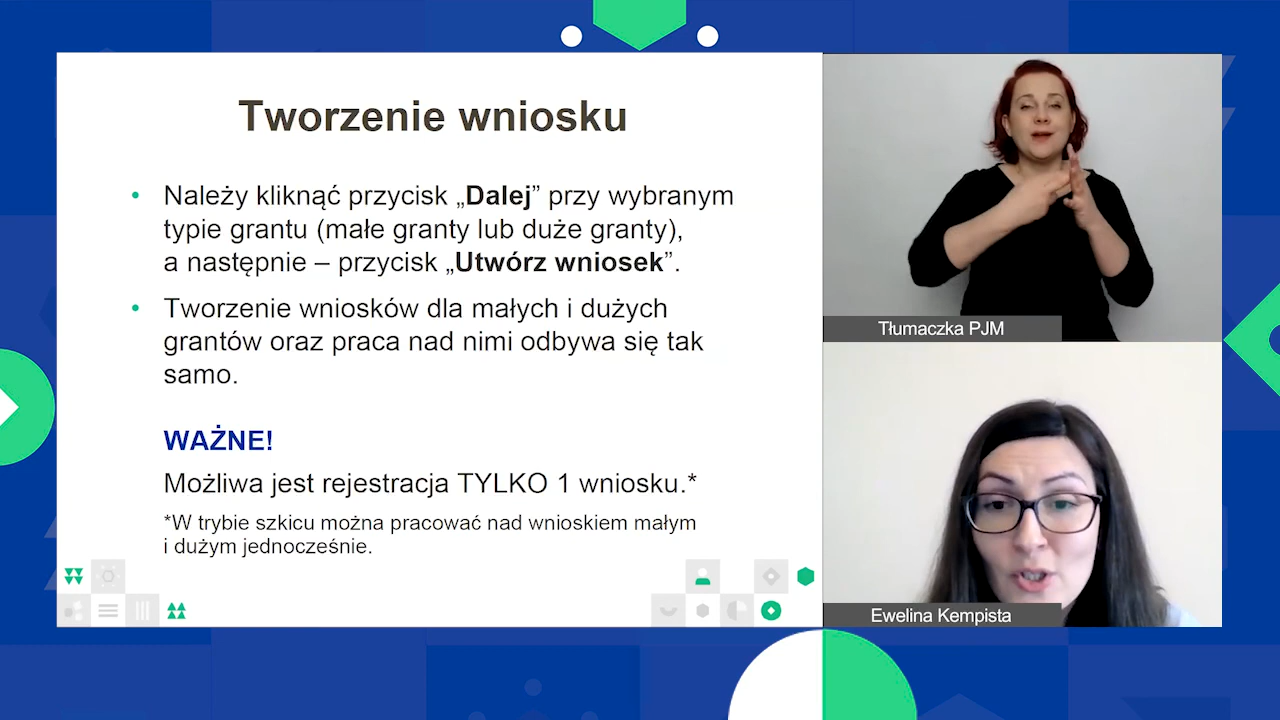 Tworzenie wniosku
• Należy kliknąć przycisk „Dalej” przy wybranym
typie grantu (małe granty lub duże granty),
a następnie – przycisk „Utwórz wniosek”.
• Tworzenie wniosków dla małych i dużych
grantów oraz praca nad nimi odbywa się tak
samo.
WAŻNE!
Możliwa jest rejestracja TYLKO 1 wniosku.*
*W trybie szkicu można pracować nad wnioskiem małym
i dużym jednocześnie.
Tłumaczka PJM
Ewelina Kempista